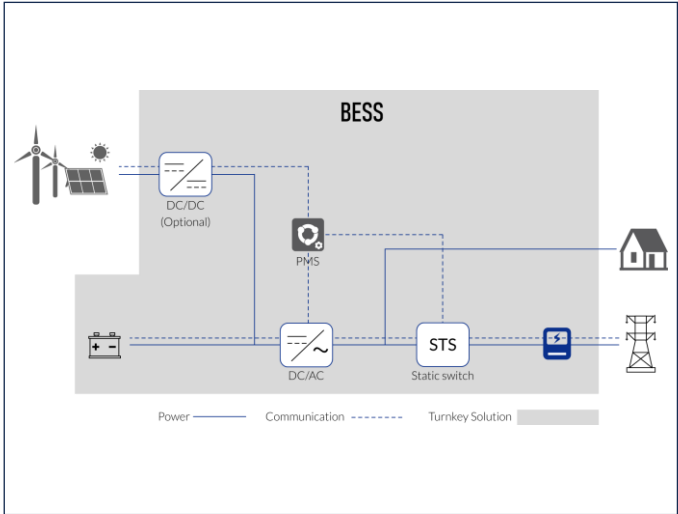 BESS
DC/DC
(Optional)
PMS
DC/AC
STS
Static switch
Power
Communication
Turnkey Solution